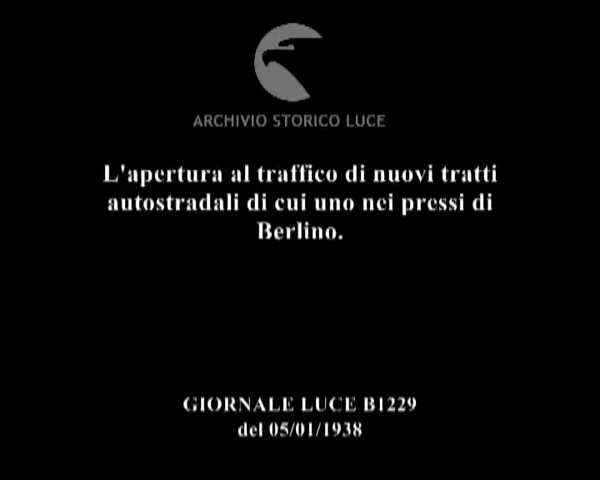 ARCHIVIO STORICO LUCE
L'apertura al traffico di nuovi tratti
autostradali di cui uno nei pressi di
Berlino.
GIORNALE LUCE B1229
del 05/01/1938